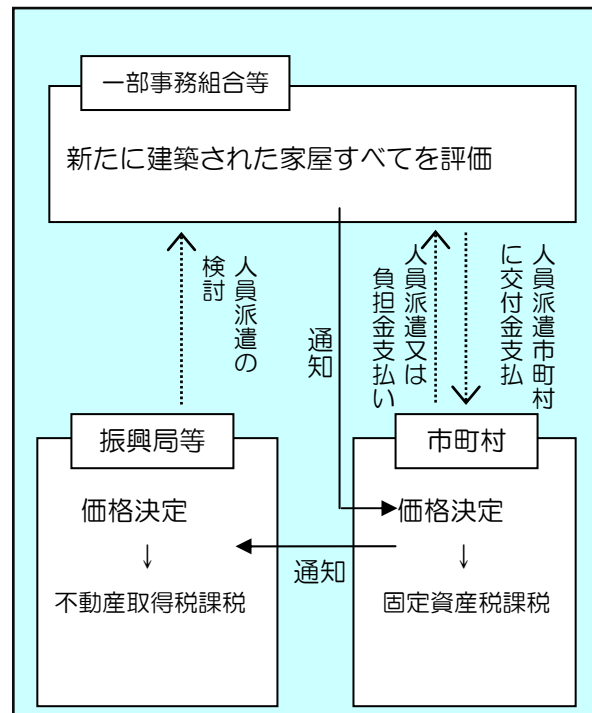 一部事務組合等
新たに建築された家屋すべてを評価
人員派遣の
検討
通知
人員派遣又は
負担金支払い
人員派遣市町村
に交付金支払
振興局等
価格決定
↓
不動産取得税課税
市町村
価格決定
↓
固定資産税課税
通知